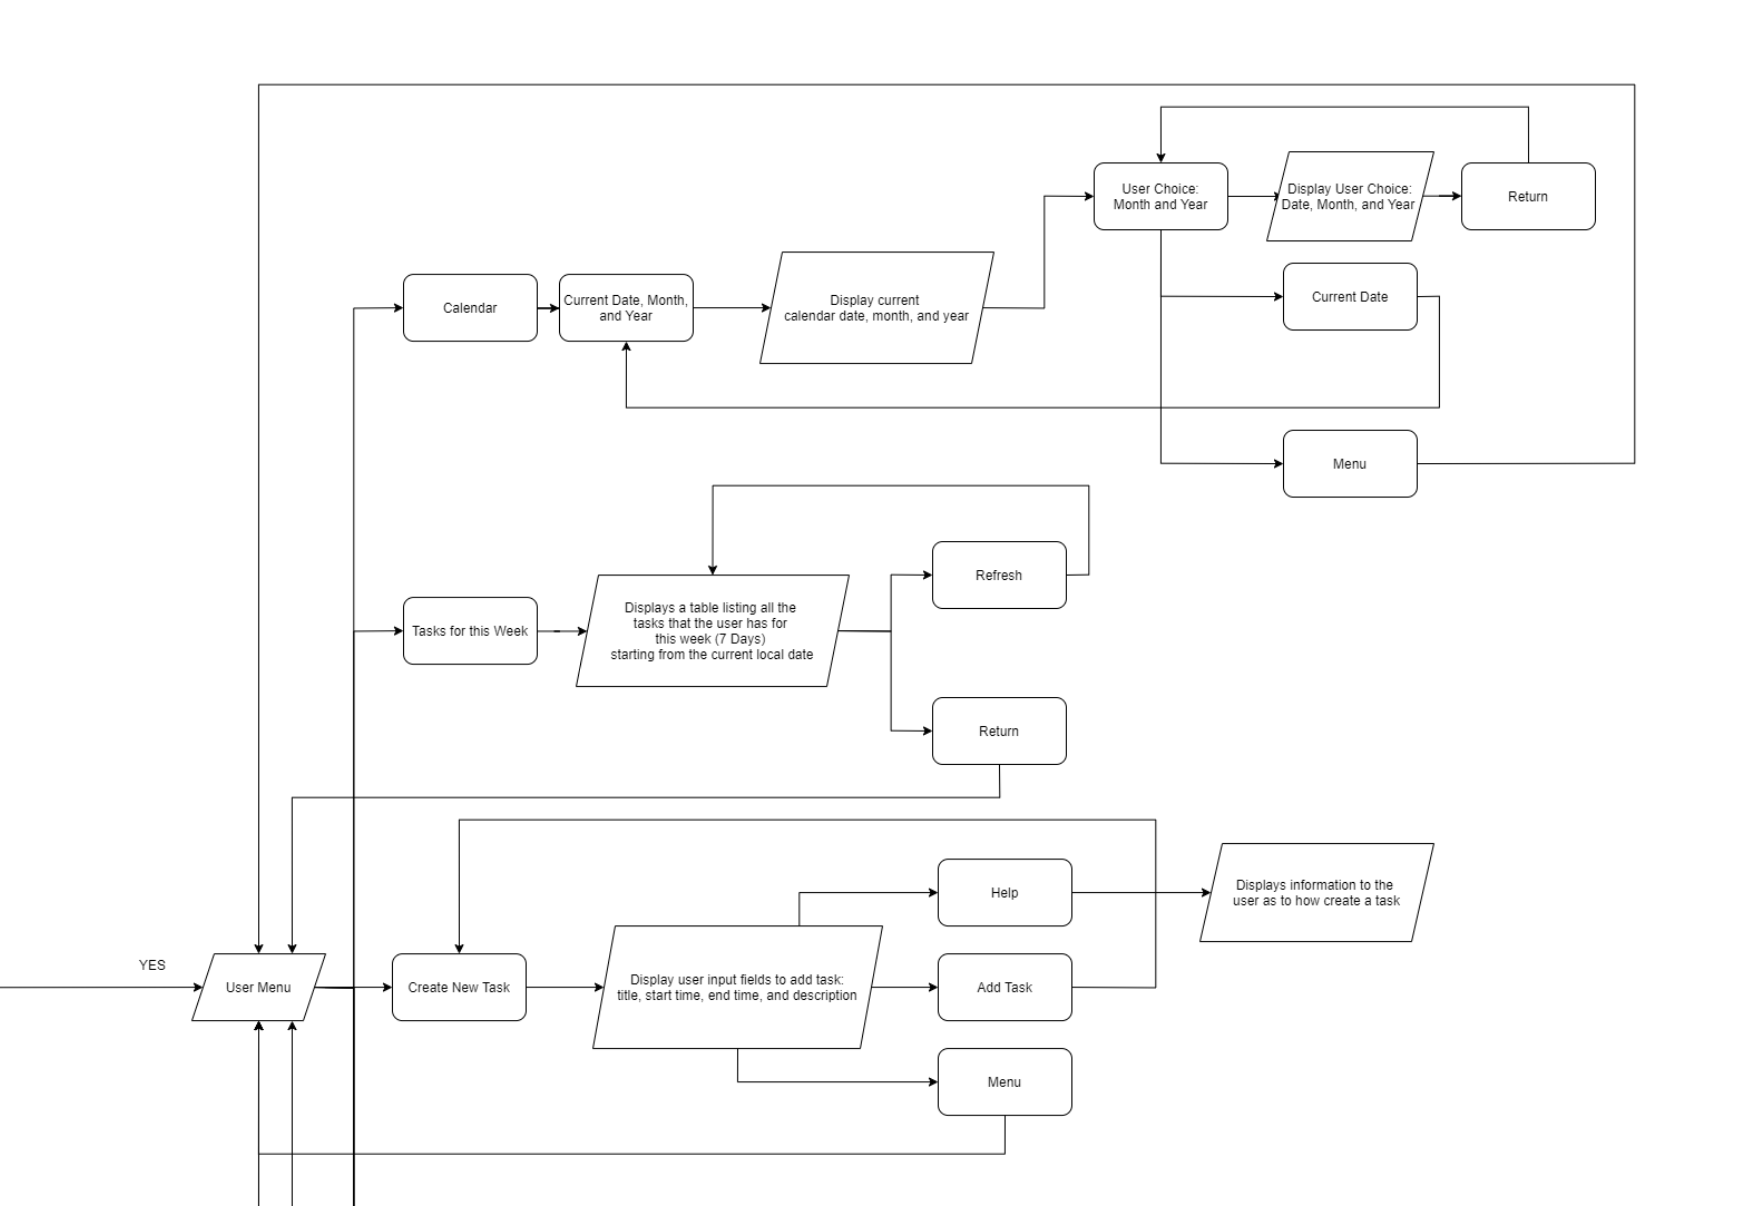 User Choice:
Month and Year
Display User Choice:
Date, Month, and Year
Return
Calendar
Current Date, Month,
and Year
Display current
calendar date, month, and year
Current Date
Menu
Refresh
Tasks for this Week
Displays a table listing all the
tasks that the user has for
this week (7 Days)
starting from the current local date
Return
Help
Displays information to the
user as to how create a task
YES
User Menu
Create New Task
Display user input fields to add task:
title, start time, end time, and description
Add Task
Menu